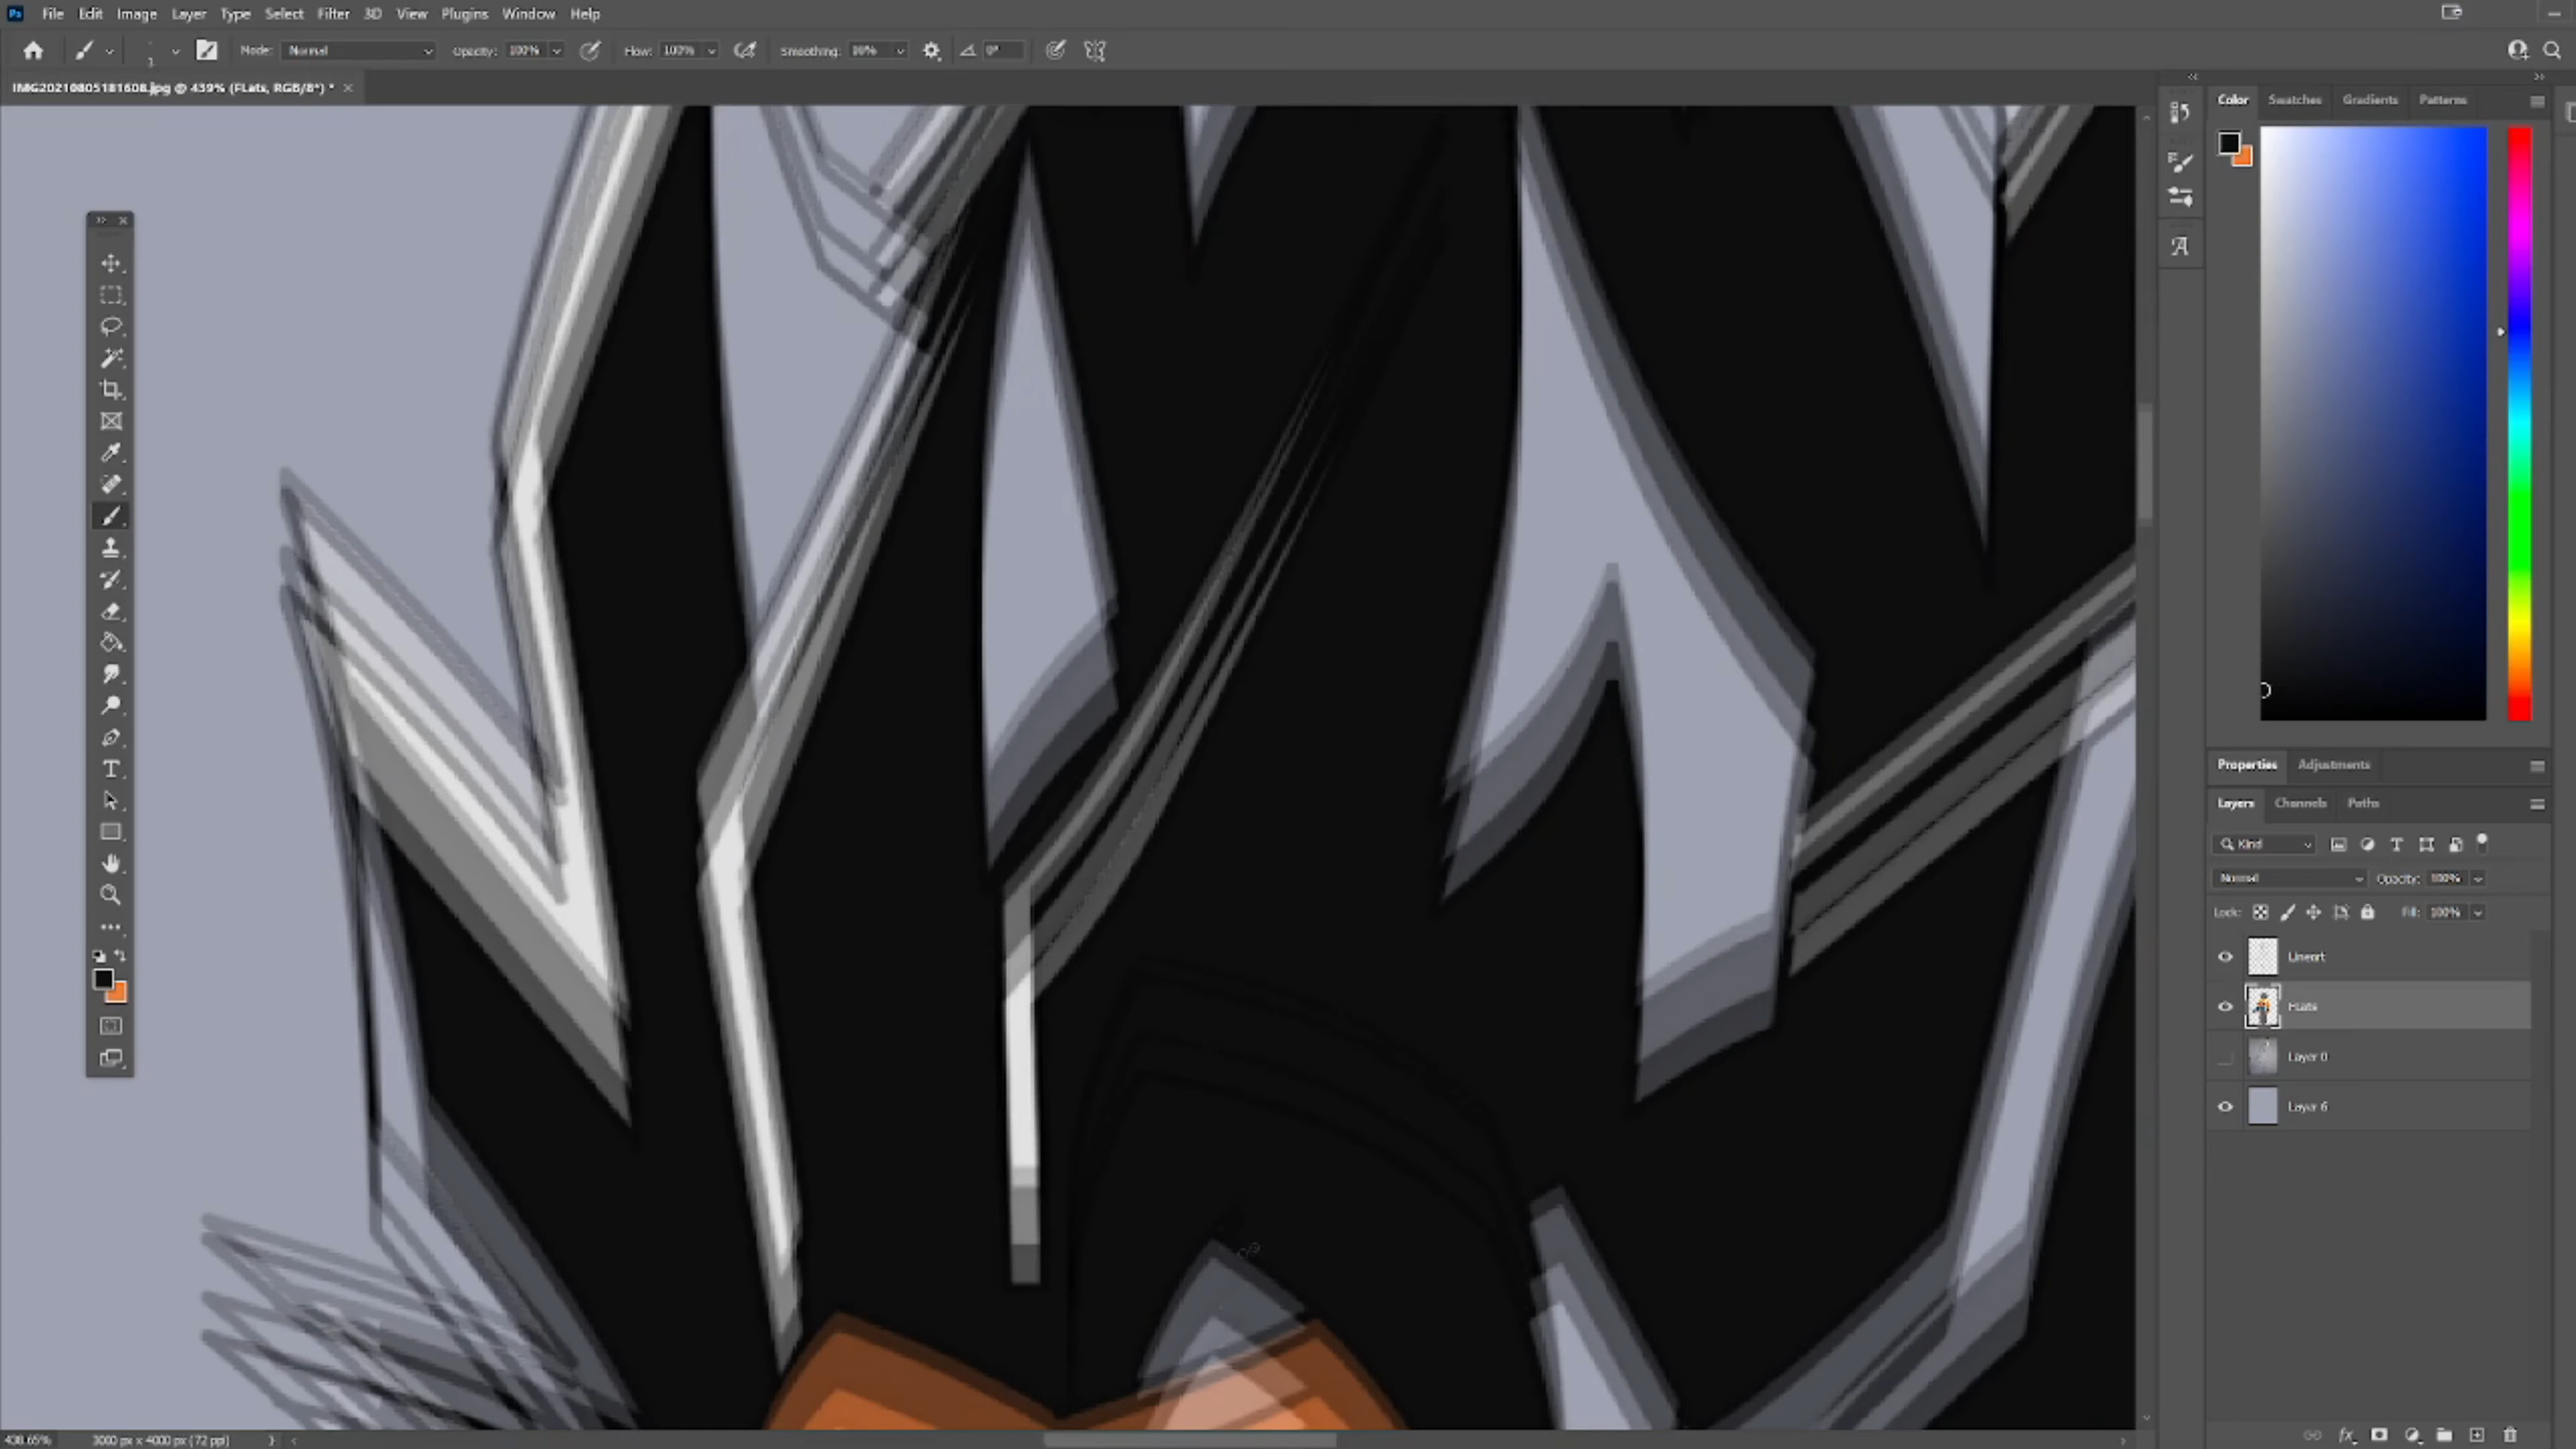 Ps File Edit Image Layer Type Select Filter 3D View Plugins Window Help
1 Mode: Normal Opacity: 100% Flow: 100% Smoothing: 0°
IMG20210805181608.jpg @ 439% (FLats, RGB/8*) * ×
Color Swatches Gradients Patterns
Properties Adjustments
Layers Channels Paths
Kind
Normal Opacity: 100%
Lock: Fill: 100%
Lineart
FLats
Layer 0
Layer 6
438.65% 3000 px x 4000 px (72 ppi)